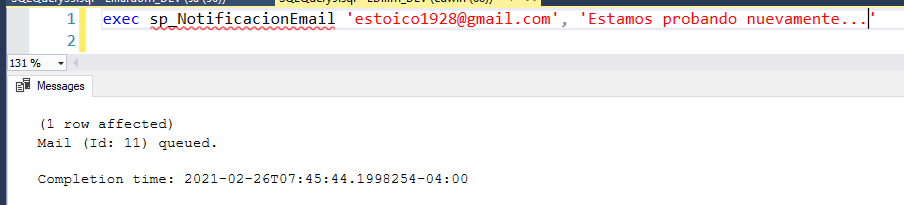 1 exec sp_NotificacionEmail 'estoico1928@gmail.com', 'Estamos probando nuevamente...'
2
131 %
Messages
(1 row affected)
Mail (Id: 11) queued.
Completion time: 2021-02-26T07:45:44.1998254-04:00